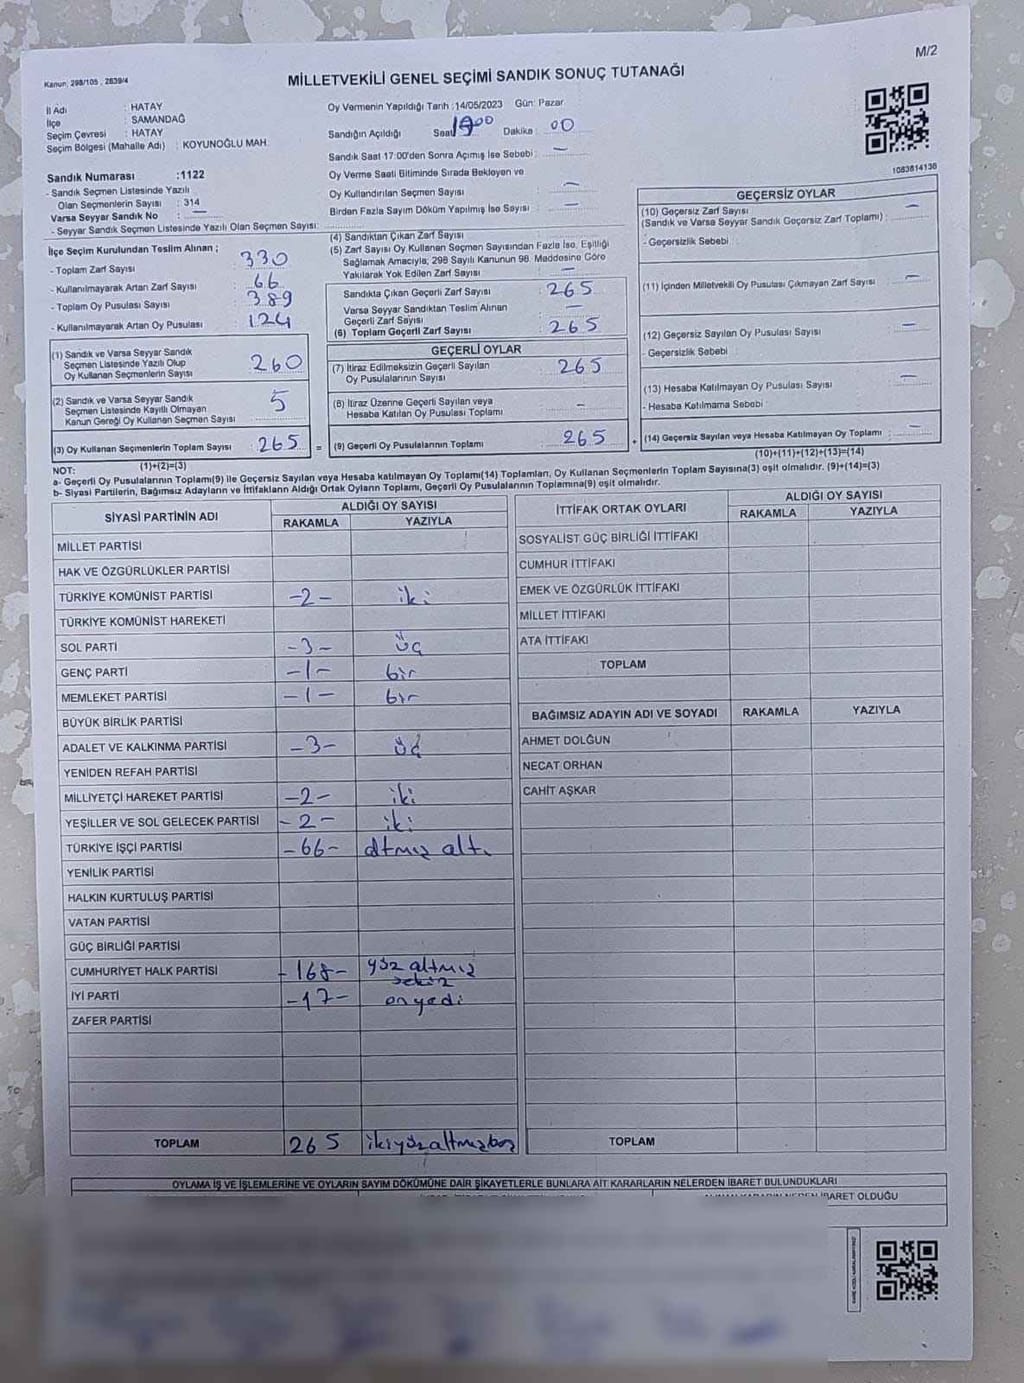 M/2
Kanun: 298/105 , 2839/4
MİLLETVEKİLİ GENEL SEÇİMİ SANDIK SONUÇ TUTANAĞI
İl Adı : HATAY
İlçe : SAMANDAĞ
Seçim Çevresi : HATAY
Seçim Bölgesi (Mahalle Adı) : KOYUNOĞLU MAH.
Oy Vermenin Yapıldığı Tarih :14/05/2023 Gün: Pazar
Sandığın Açıldığı Saat Dakika : 00
Sandık Saat 17:00'den Sonra Açılmış İse Sebebi : —
Oy Verme Saati Bitiminde Sırada Bekleyen ve
Oy Kullandırılan Seçmen Sayısı : —
Birden Fazla Sayım Döküm Yapılmış İse Sayısı : —
1083814136
Sandık Numarası :1122
- Sandık Seçmen Listesinde Yazılı
Olan Seçmenlerin Sayısı : 314
Varsa Seyyar Sandık No : —
- Seyyar Sandık Seçmen Listesinde Yazılı Olan Seçmen Sayısı:
İlçe Seçim Kurulundan Teslim Alınan ;
- Toplam Zarf Sayısı : 330
- Kullanılmayarak Artan Zarf Sayısı : 66
- Toplam Oy Pusulası Sayısı : 389
- Kullanılmayarak Artan Oy Pusulası : 124
(1) Sandık ve Varsa Seyyar Sandık
Seçmen Listesinde Yazılı Olup
Oy Kullanan Seçmenlerin Sayısı : 260
(2) Sandık ve Varsa Seyyar Sandık
Seçmen Listesinde Kayıtlı Olmayan
Kanun Gereği Oy Kullanan Seçmen Sayısı : 5
(3) Oy Kullanan Seçmenlerin Toplam Sayısı : 265 =
(1)+(2)=(3)
(4) Sandıktan Çıkan Zarf Sayısı :
(5) Zarf Sayısı Oy Kullanan Seçmen Sayısından Fazla İse, Eşitliği
Sağlamak Amacıyla; 298 Sayılı Kanunun 98. Maddesine Göre
Yakılarak Yok Edilen Zarf Sayısı : —
Sandıkta Çıkan Geçerli Zarf Sayısı : 265
Varsa Seyyar Sandıktan Teslim Alınan
Geçerli Zarf Sayısı : —
(6) Toplam Geçerli Zarf Sayısı : 265
GEÇERLİ OYLAR
(7) İtiraz Edilmeksizin Geçerli Sayılan
Oy Pusulalarının Sayısı : 265
(8) İtiraz Üzerine Geçerli Sayılan veya
Hesaba Katılan Oy Pusulası Toplamı : —
(9) Geçerli Oy Pusulalarının Toplamı : 265 +
GEÇERSİZ OYLAR
(10) Geçersiz Zarf Sayısı
(Sandık ve Varsa Seyyar Sandık Geçersiz Zarf Toplamı) : —
- Geçersizlik Sebebi :
(11) İçinden Milletvekili Oy Pusulası Çıkmayan Zarf Sayısı : —
(12) Geçersiz Sayılan Oy Pusulası Sayısı : —
- Geçersizlik Sebebi :
(13) Hesaba Katılmayan Oy Pusulası Sayısı : —
- Hesaba Katılmama Sebebi :
(14) Geçersiz Sayılan veya Hesaba Katılmayan Oy Toplamı : —
(10)+(11)+(12)+(13)=(14)
NOT:
a- Geçerli Oy Pusulalarının Toplamı(9) ile Geçersiz Sayılan veya Hesaba katılmayan Oy Toplamı(14) Toplamları, Oy Kullanan Seçmenlerin Toplam Sayısına(3) eşit olmalıdır. (9)+(14)=(3)
b- Siyasi Partilerin, Bağımsız Adayların ve İttifakların Aldığı Ortak Oyların Toplamı, Geçerli Oy Pusulalarının Toplamına(9) eşit olmalıdır.
SİYASİ PARTİNİN ADI ALDIĞI OY SAYISI
RAKAMLA YAZIYLA
MİLLET PARTİSİ
HAK VE ÖZGÜRLÜKLER PARTİSİ
TÜRKİYE KOMÜNİST PARTİSİ -2- iki
TÜRKİYE KOMÜNİST HAREKETİ
SOL PARTİ -3- üç
GENÇ PARTİ -1- bir
MEMLEKET PARTİSİ -1- bir
BÜYÜK BİRLİK PARTİSİ
ADALET VE KALKINMA PARTİSİ -3- üç
YENİDEN REFAH PARTİSİ
MİLLİYETÇİ HAREKET PARTİSİ -2- iki
YEŞİLLER VE SOL GELECEK PARTİSİ -2- iki
TÜRKİYE İŞÇİ PARTİSİ -66- altmış altı
YENİLİK PARTİSİ
HALKIN KURTULUŞ PARTİSİ
VATAN PARTİSİ
GÜÇ BİRLİĞİ PARTİSİ
CUMHURİYET HALK PARTİSİ -168- yüz altmış sekiz
İYİ PARTİ -17- onyedi
ZAFER PARTİSİ
TOPLAM 265 ikiyüzaltmışbeş
İTTİFAK ORTAK OYLARI ALDIĞI OY SAYISI
RAKAMLA YAZIYLA
SOSYALİST GÜÇ BİRLİĞİ İTTİFAKI
CUMHUR İTTİFAKI
EMEK VE ÖZGÜRLÜK İTTİFAKI
MİLLET İTTİFAKI
ATA İTTİFAKI
TOPLAM
BAĞIMSIZ ADAYIN ADI VE SOYADI RAKAMLA YAZIYLA
AHMET DOLĞUN
NECAT ORHAN
CAHİT AŞKAR
TOPLAM
OYLAMA İŞ VE İŞLEMLERİNE VE OYLARIN SAYIM DÖKÜMÜNE DAİR ŞİKAYETLERLE BUNLARA AİT KARARLARIN NELERDEN İBARET BULUNDUKLARI
İBARET OLDUĞU